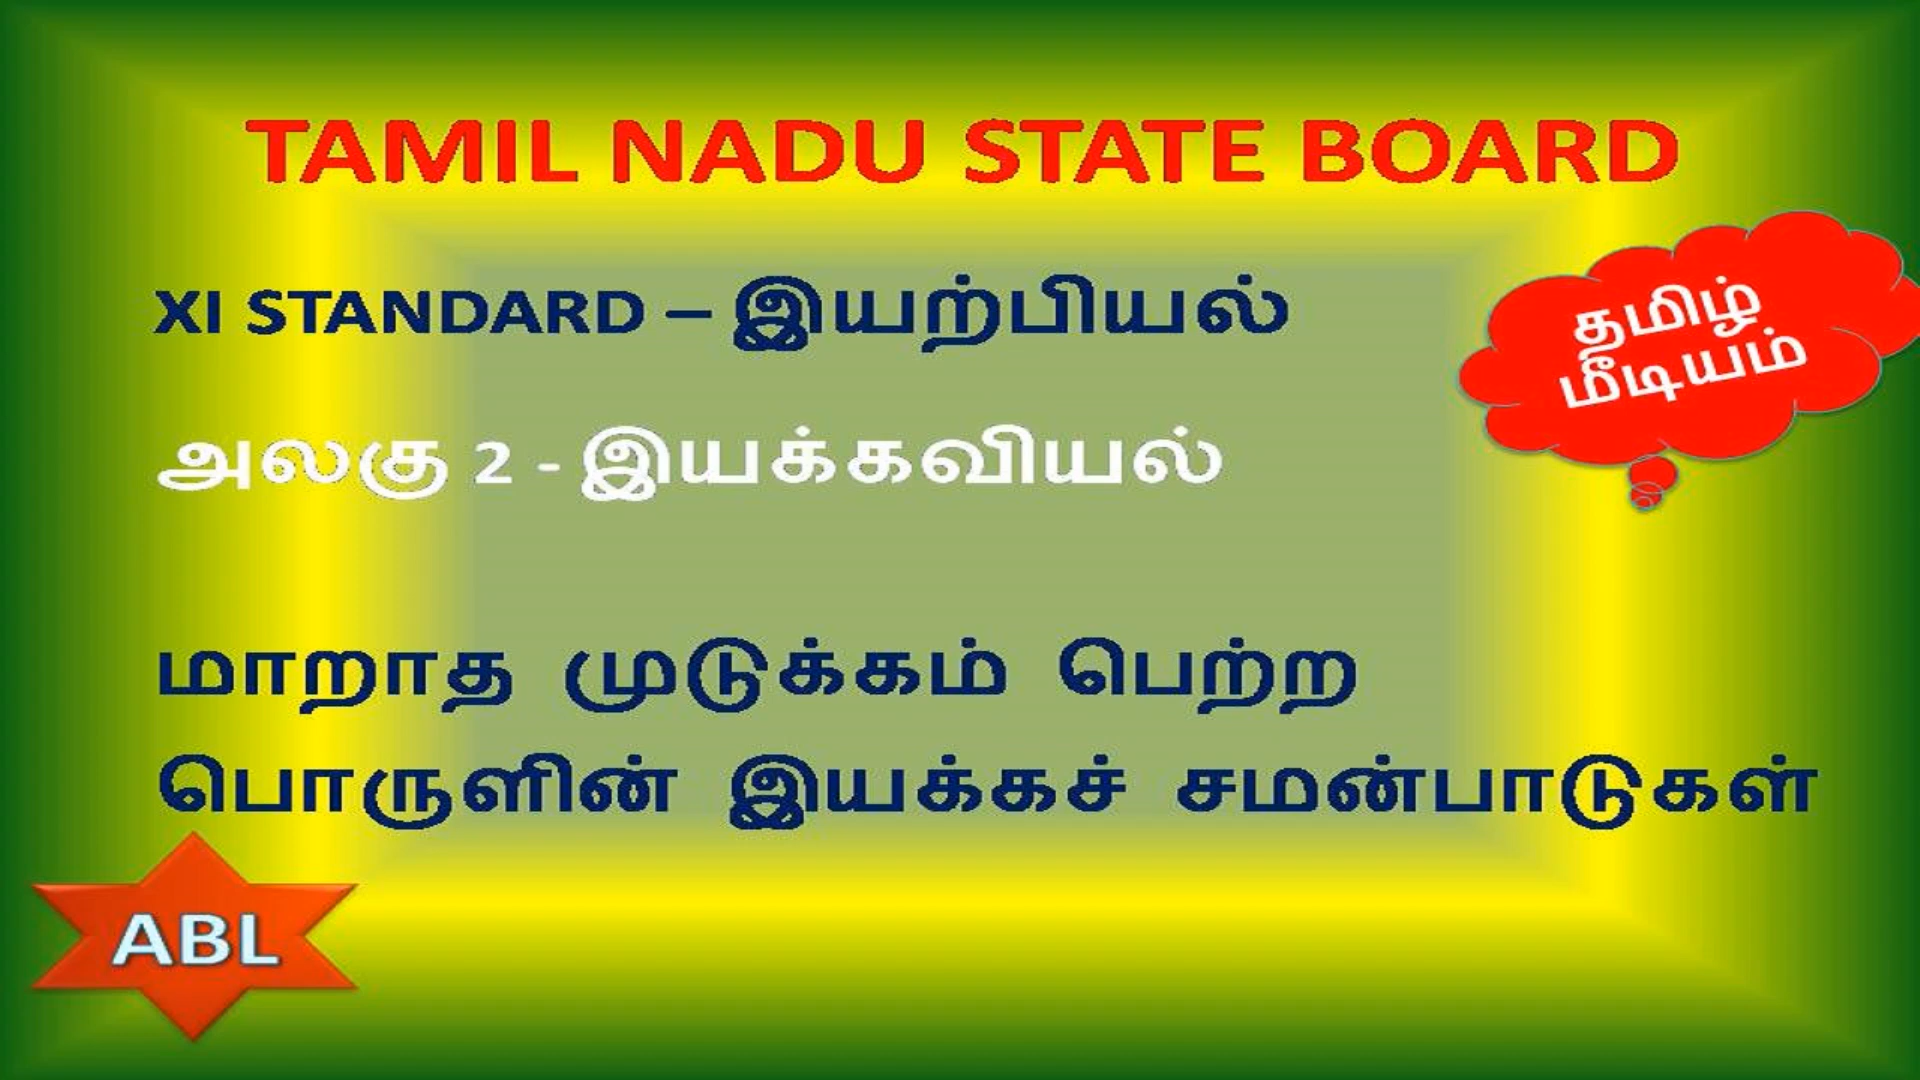 TAMIL NADU STATE BOARD
XI STANDARD – இயற்பியல்
தமிழ்
மீடியம்
அலகு 2 - இயக்கவியல்
மாறாத முடுக்கம் பெற்ற
பொருளின் இயக்கச் சமன்பாடுகள்
ABL